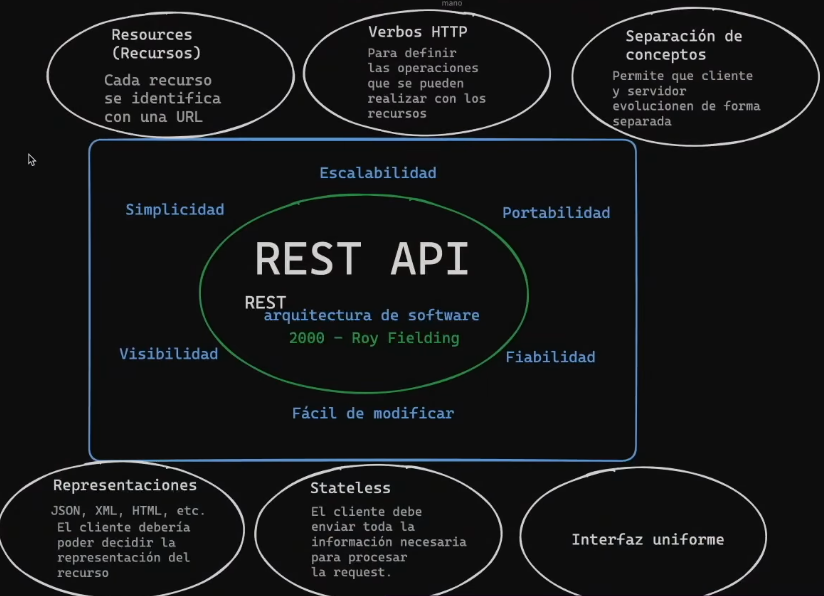 mano
Resources
(Recursos)
Cada recurso
se identifica
con una URL
Verbos HTTP
Para definir
las operaciones
que se pueden
realizar con los
recursos
Separación de
conceptos
Permite que cliente
y servidor
evolucionen de forma
separada
Escalabilidad
Simplicidad
Portabilidad
REST API
REST
arquitectura de software
2000 - Roy Fielding
Visibilidad
Fiabilidad
Fácil de modificar
Representaciones
JSON, XML, HTML, etc.
El cliente debería
poder decidir la
representación del
recurso
Stateless
El cliente debe
enviar toda la
información necesaria
para procesar
la request.
Interfaz uniforme